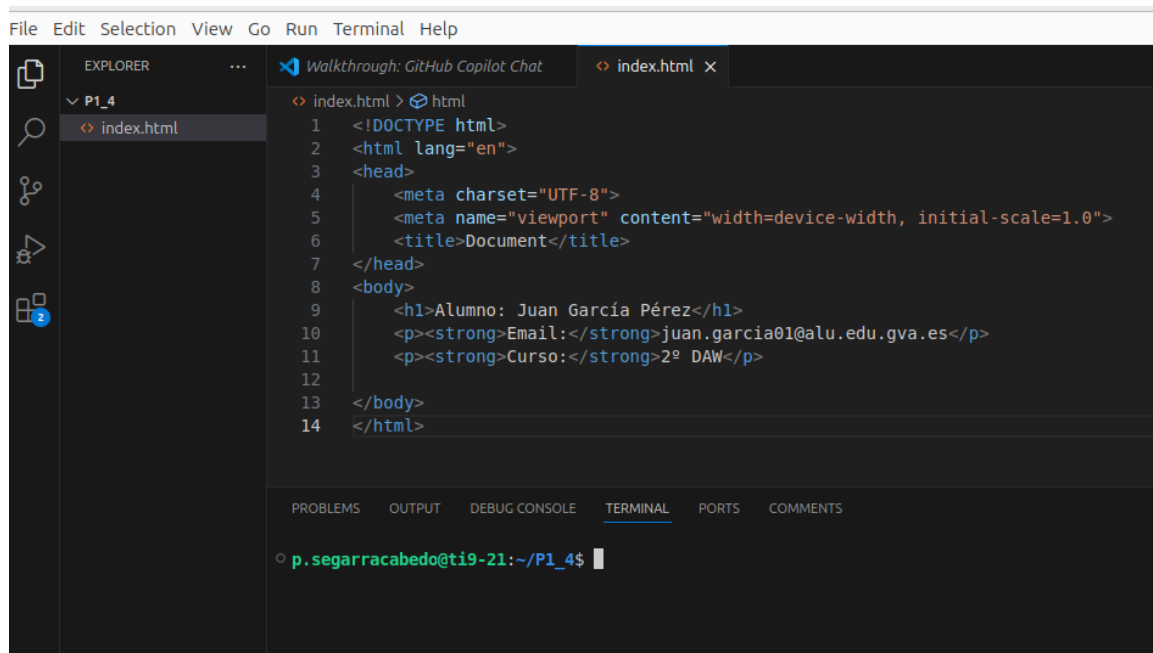 File Edit Selection View Go Run Terminal Help
EXPLORER ...
Walkthrough: GitHub Copilot Chat
<> index.html ×
P1_4
<> index.html
<> index.html > html
1 <!DOCTYPE html>
2 <html lang="en">
3 <head>
4 <meta charset="UTF-8">
5 <meta name="viewport" content="width=device-width, initial-scale=1.0">
6 <title>Document</title>
7 </head>
8 <body>
9 <h1>Alumno: Juan García Pérez</h1>
10 <p><strong>Email:</strong>juan.garcia01@alu.edu.gva.es</p>
11 <p><strong>Curso:</strong>2º DAW</p>
12
13 </body>
14 </html>
2
PROBLEMS OUTPUT DEBUG CONSOLE TERMINAL PORTS COMMENTS
p.segarracabedo@ti9-21:~/P1_4$